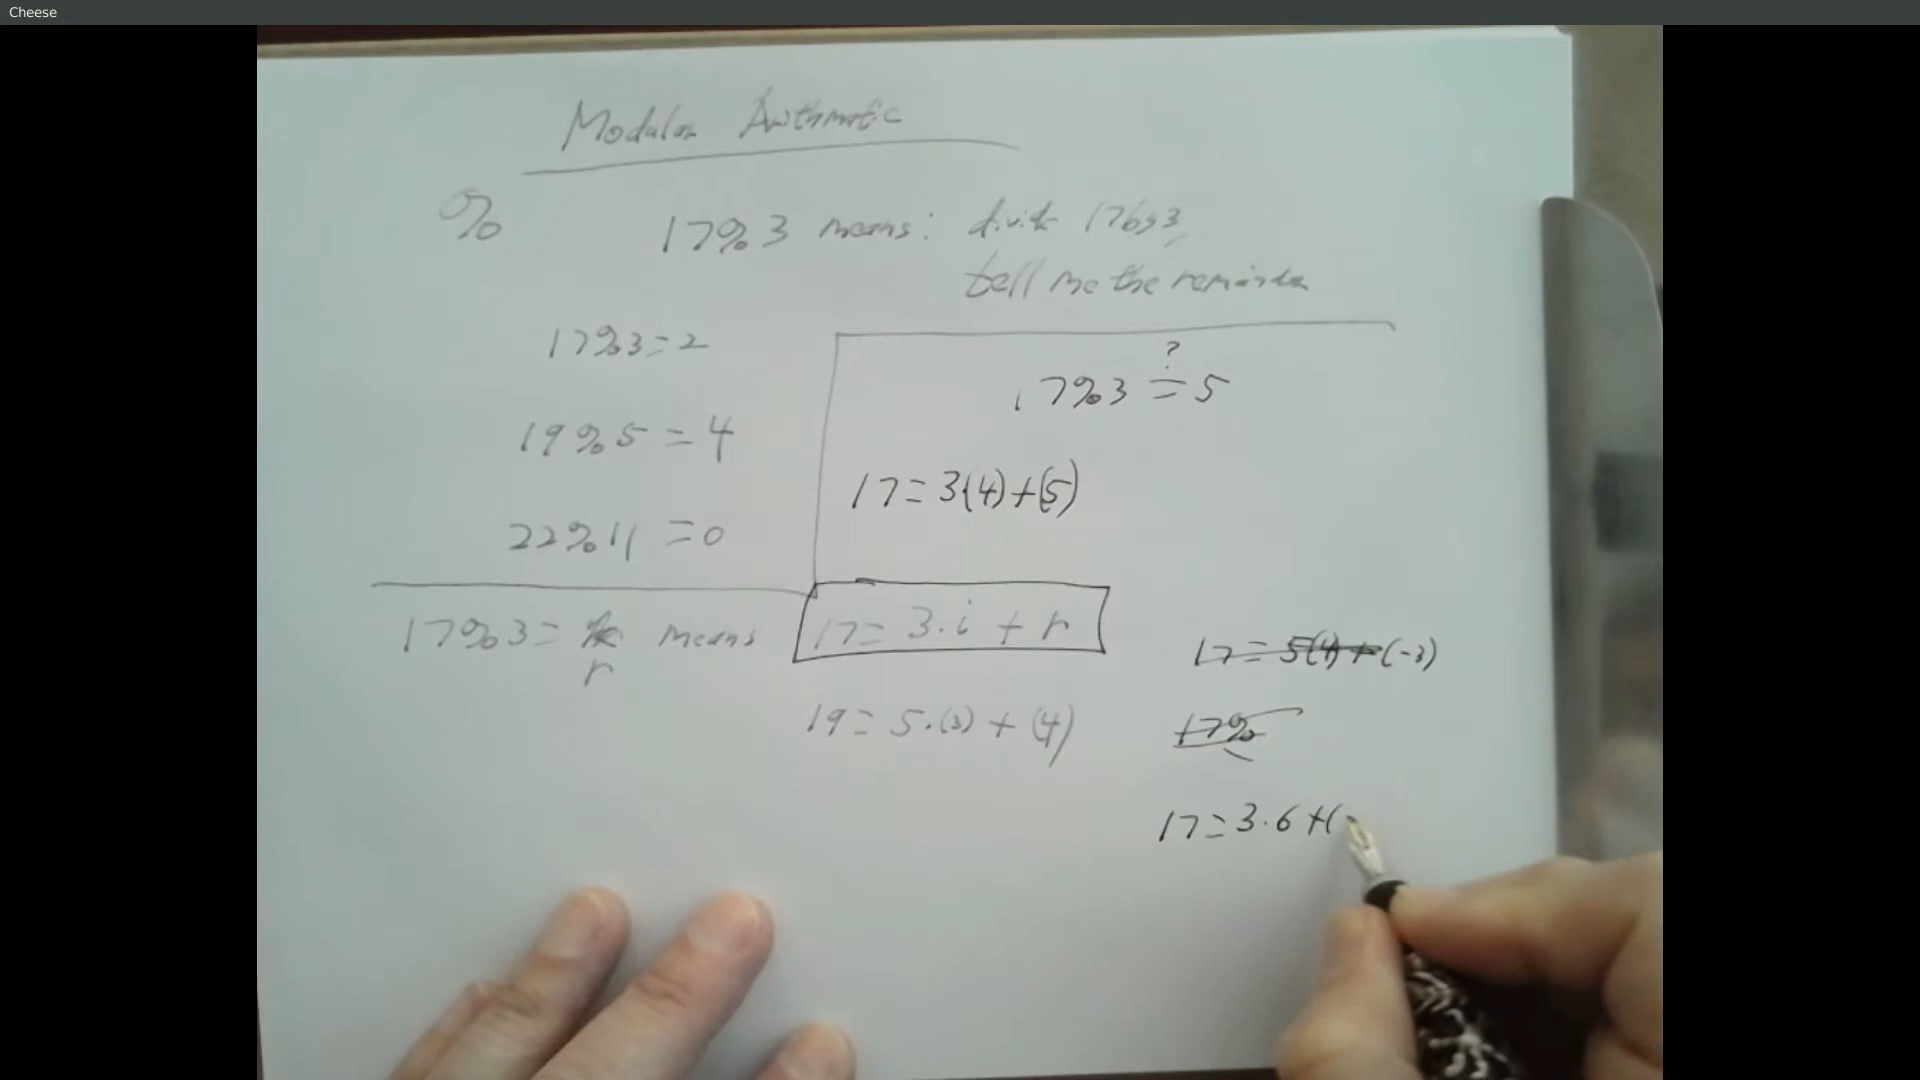 Cheese
Modular Arithmetic
%
17%3 means: divide 17 by 3,
tell me the remainder
17%3=2
19%5=4
22%11=0
?
17%3=5
17=3(4)+(5)
17%3= means
r
17=3·i+r
19=5·(3)+(4)
17=5(4)+(-3)
17%
17=3·6+(